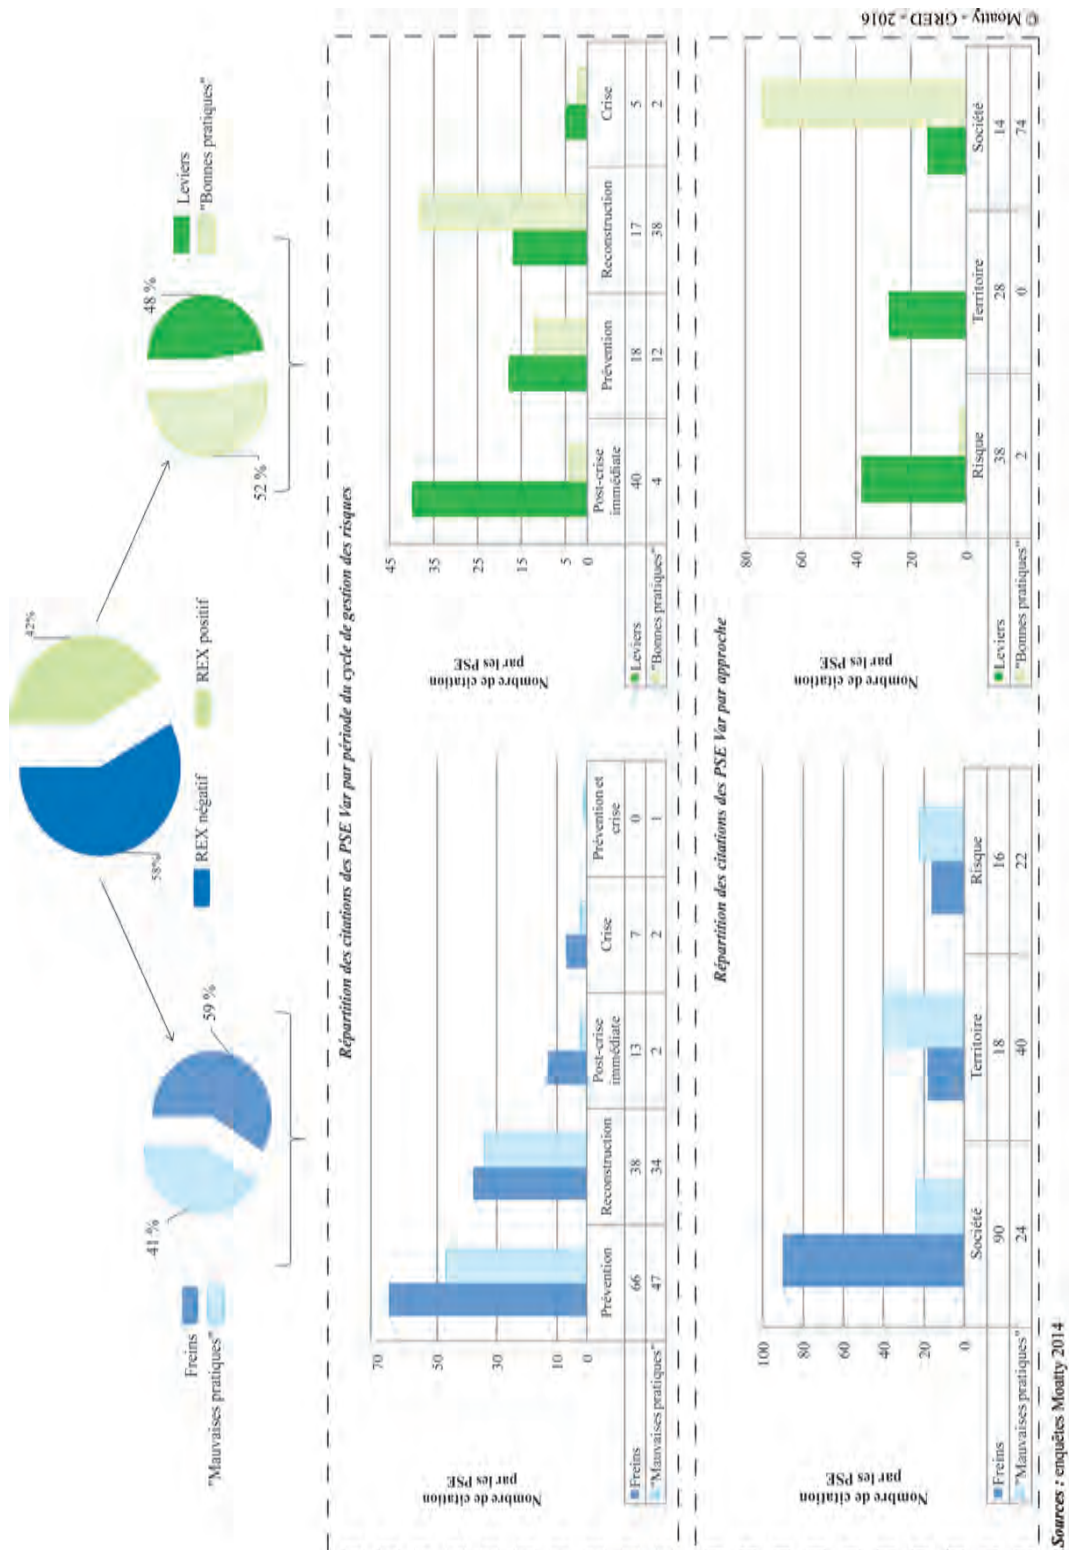 58%
42%
REX négatif
REX positif
Freins
"Mauvaises pratiques"
41 %
59 %
48 %
52 %
Leviers
"Bonnes pratiques"
Répartition des citations des PSE Var par période du cycle de gestion des risques
Nombre de citation
par les PSE
70
50
30
10
0
Prévention
Reconstruction
Post-crise
immédiate
Crise
Prévention et
crise
Freins
66
38
13
7
0
"Mauvaises pratiques"
47
34
2
2
1
Nombre de citation
par les PSE
45
35
25
15
5
0
Post-crise
immédiate
Prévention
Reconstruction
Crise
Leviers
40
18
17
5
"Bonnes pratiques"
4
12
38
2
Répartition des citations des PSE Var par approche
Nombre de citation
par les PSE
100
80
60
40
20
0
Société
Territoire
Risque
Freins
90
18
16
"Mauvaises pratiques"
24
40
22
Nombre de citation
par les PSE
80
60
40
20
0
Risque
Territoire
Société
Leviers
38
28
14
"Bonnes pratiques"
2
0
74
Sources : enquêtes Moatty 2014
© Moatty - GRED - 2016